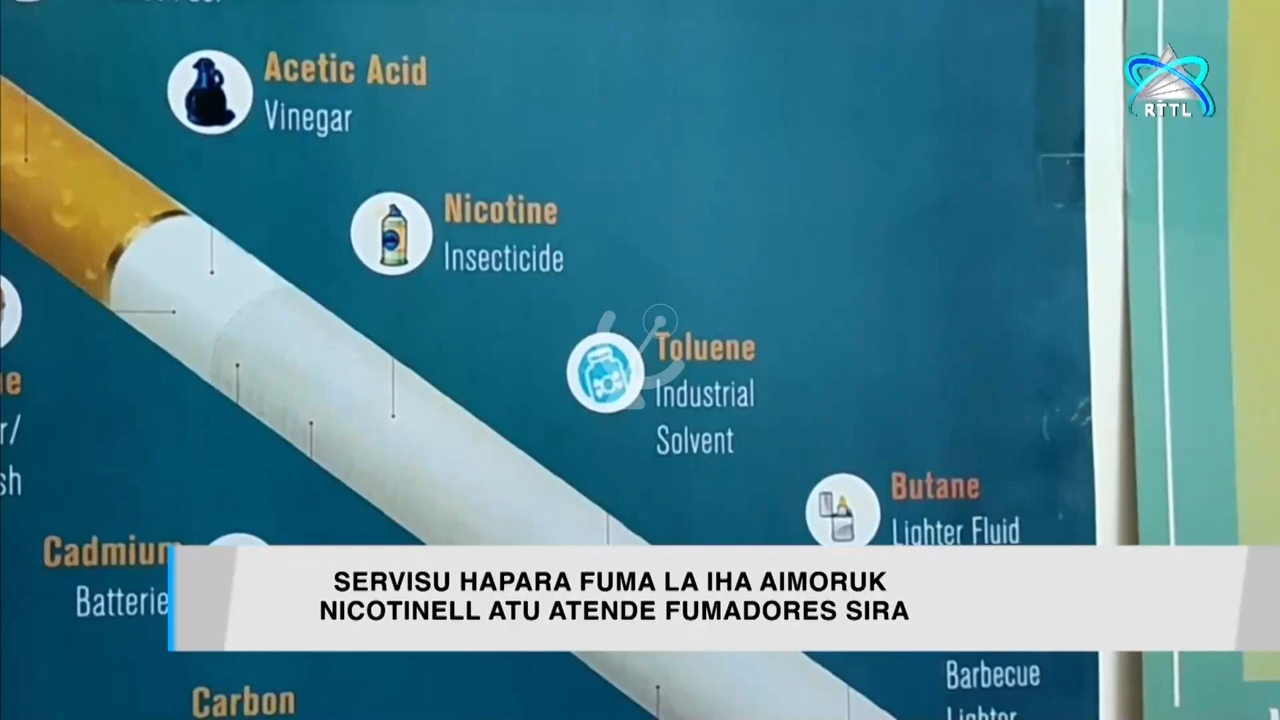 Acetic Acid
Vinegar
RTTL
Nicotine
Insecticide
Toluene
Industrial
Solvent
Butane
Lighter Fluid
Cadmium
Batterie
SERVISU HAPARA FUMA LA IHA AIMORUK
NICOTINELL ATU ATENDE FUMADORES SIRA
Barbecue
Lighter
Carbon